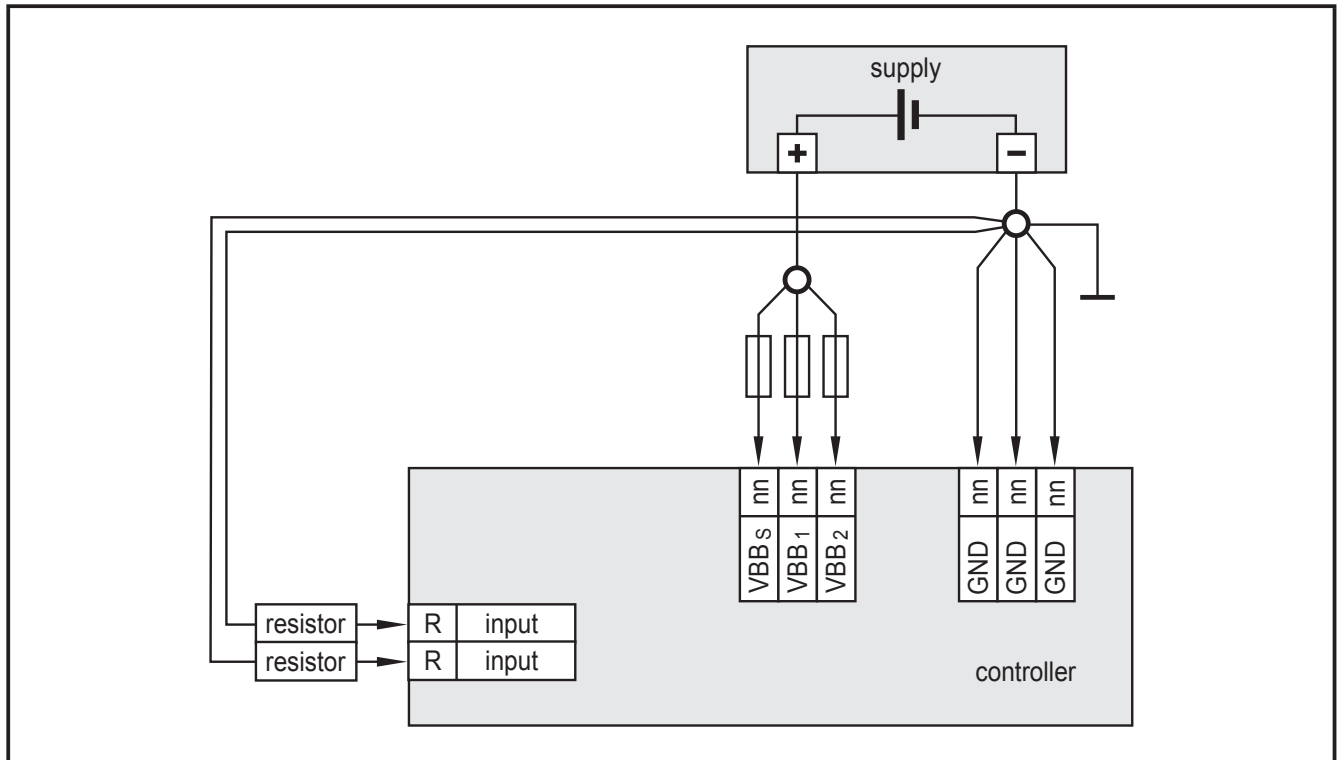 supply
+ −
nn nn nn nn nn nn
VBBS VBB1 VBB2 GND GND GND
resistor R input
resistor R input
controller